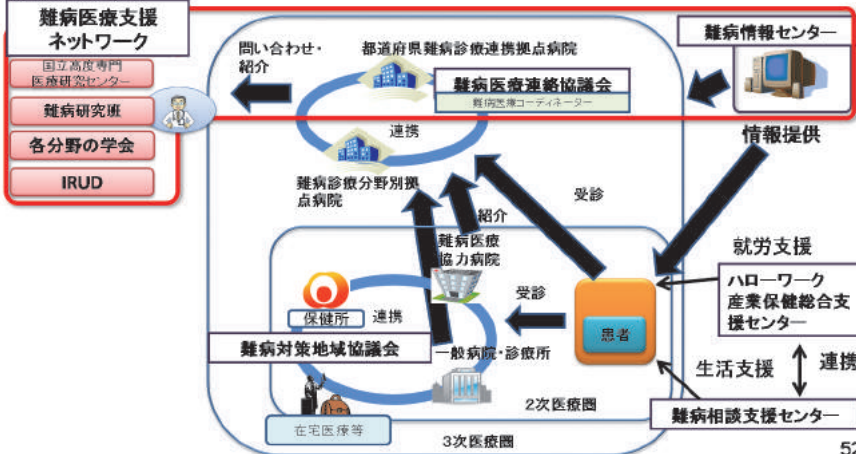 難病医療支援
ネットワーク
国立高度専門
医療研究センター
難病研究班
各分野の学会
IRUD
問い合わせ・
紹介
都道府県難病診療連携拠点病院
難病医療連絡協議会
難病医療コーディネーター
連携
難病診療分野別拠
点病院
難病情報センター
情報提供
受診
紹介
難病医療
協力病院
保健所
連携
受診
難病対策地域協議会
一般病院・診療所
患者
2次医療圏
在宅医療等
3次医療圏
就労支援
ハローワーク
産業保健総合支
援センター
生活支援
連携
難病相談支援センター
52